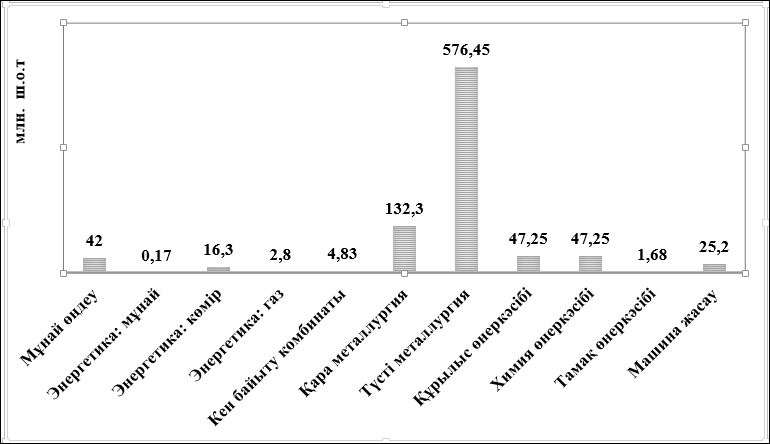 млн. ш.о.т
576,45
132,3
42
0,17
16,3
2,8
4,83
47,25
47,25
1,68
25,2
Мұнай өңдеу
Энергетика: мұнай
Энергетика: көмір
Энергетика: газ
Кен байыту комбинаты
Қара металлургия
Түсті металлургия
Құрылыс өнеркәсібі
Химия өнеркәсібі
Тамак өнеркәсібі
Машина жасау